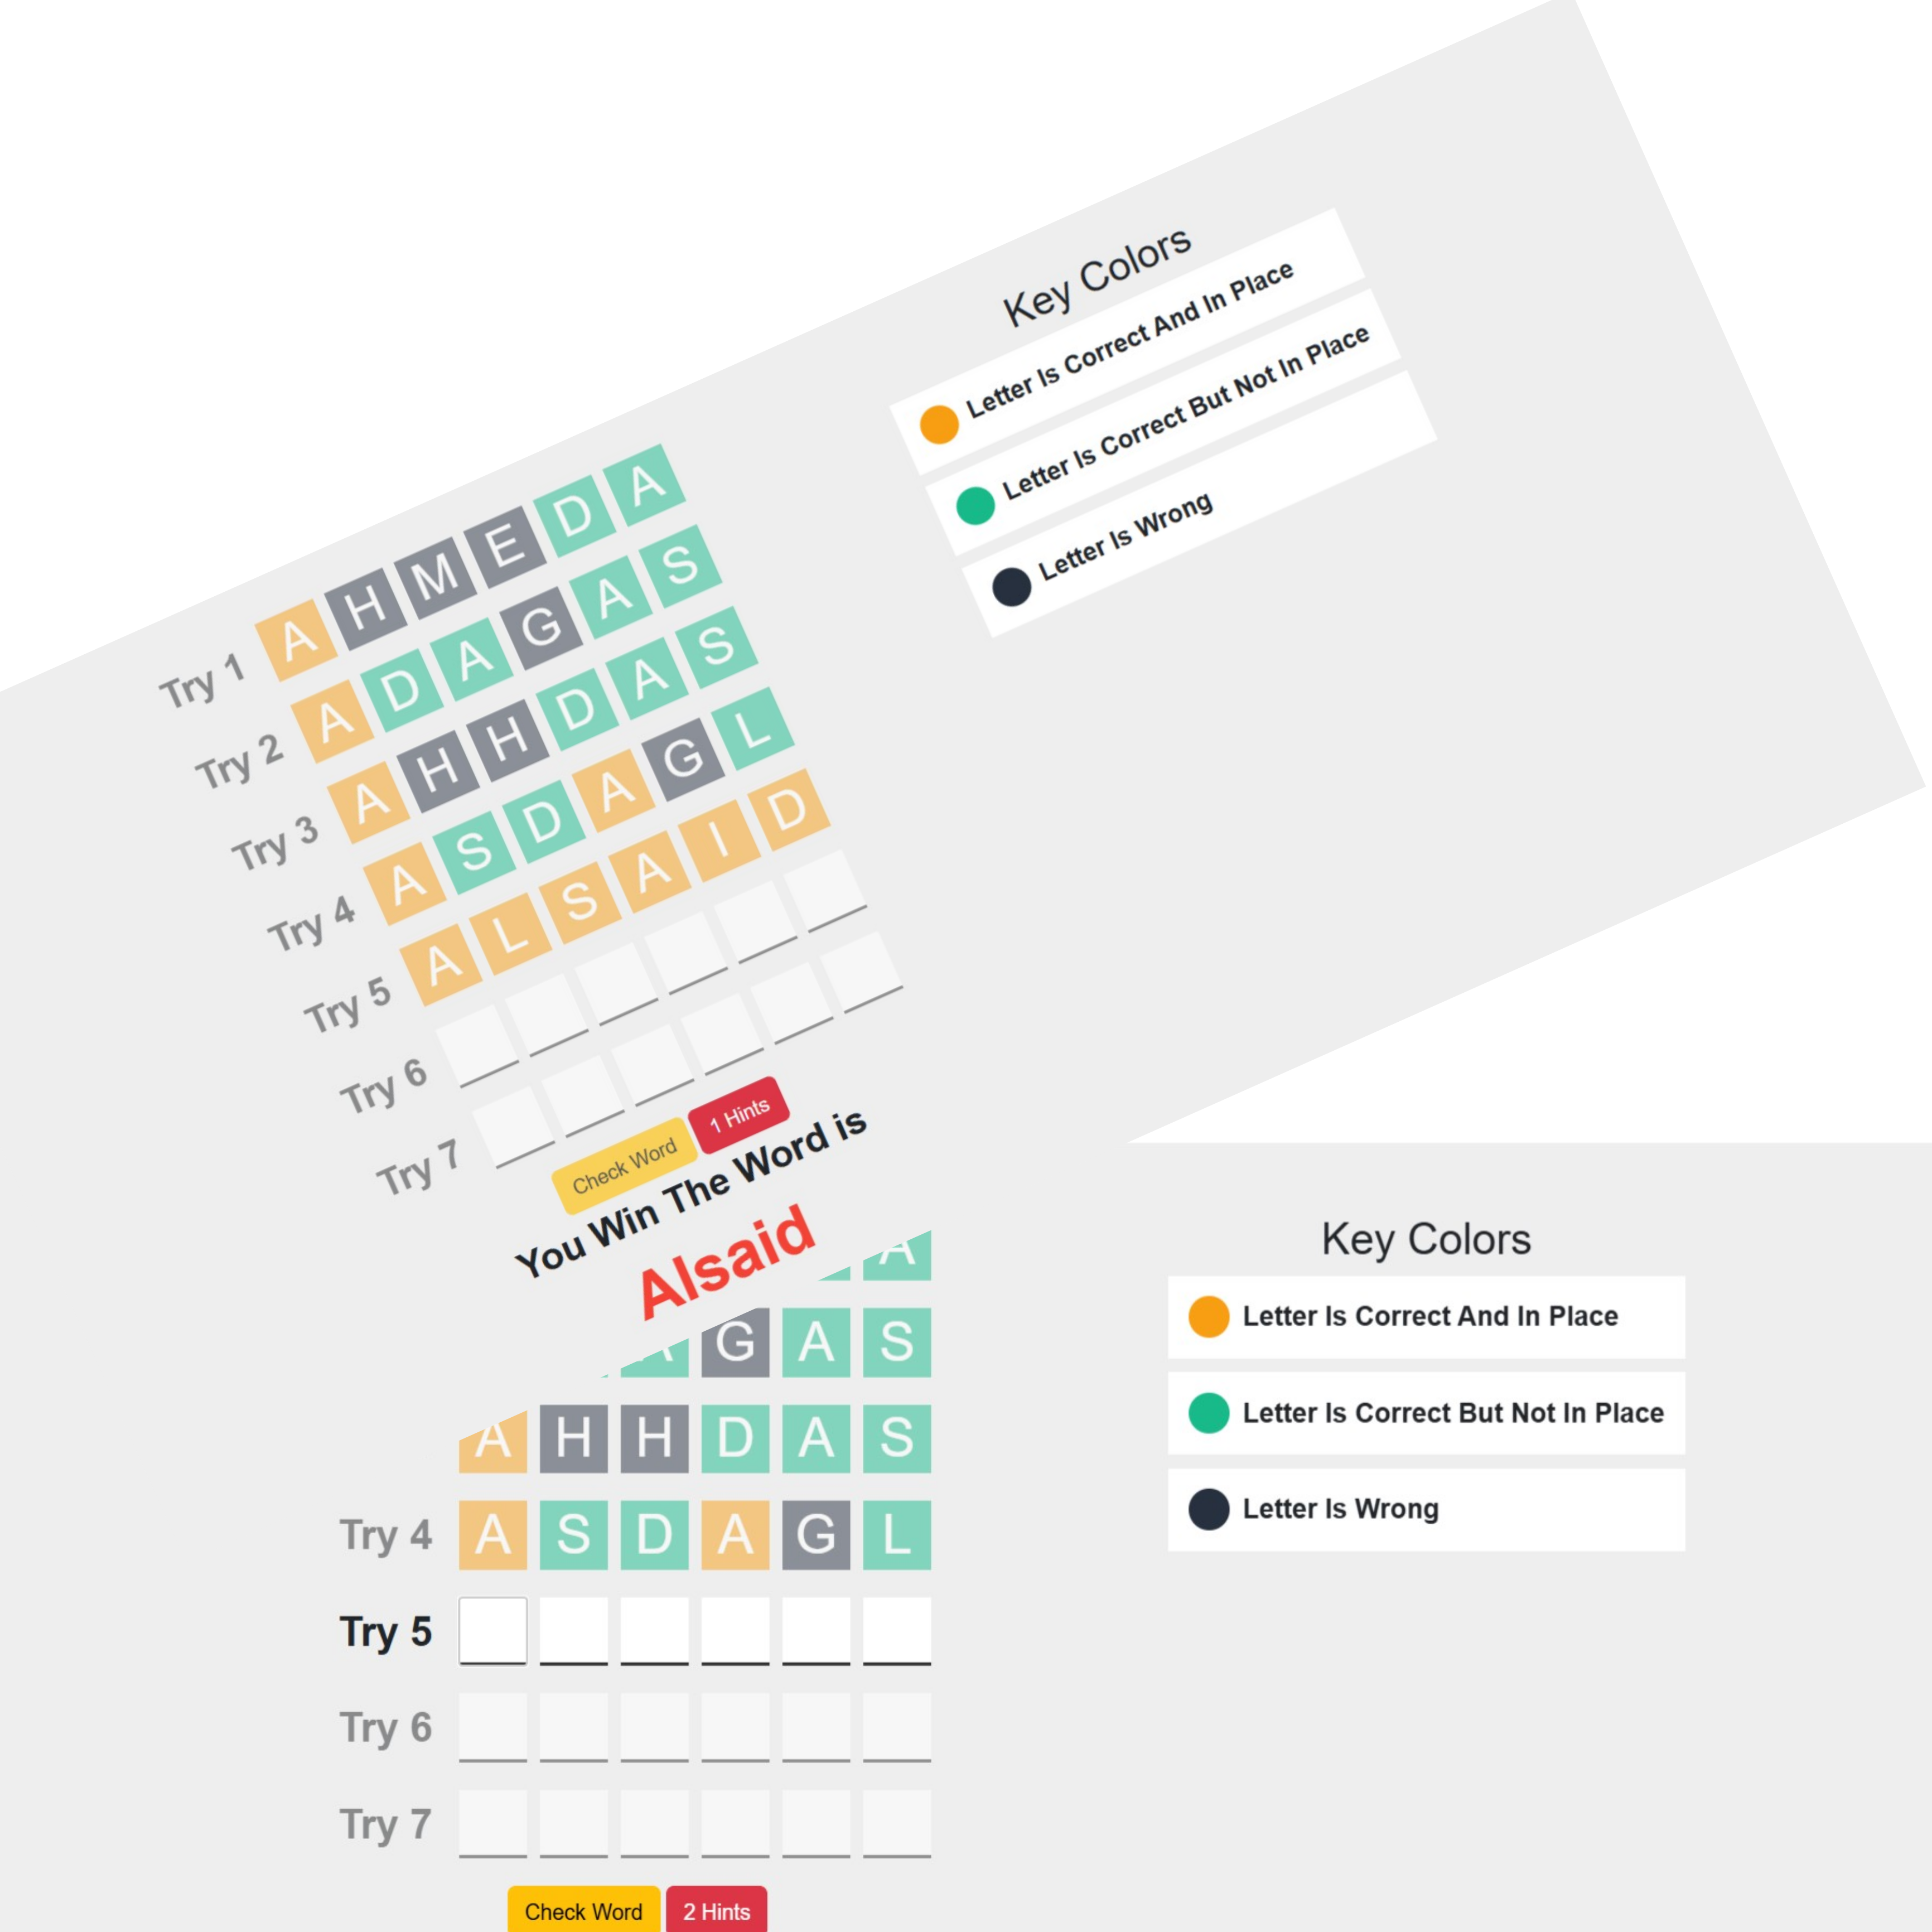 Key Colors
Letter Is Correct And In Place
Letter Is Correct But Not In Place
Letter Is Wrong
Try 1 A H M E D A
Try 2 A D A G A S
Try 3 A H H D A S
Try 4 A S D A G L
Try 5 A L S A I D
Try 6
Try 7
Check Word 1 Hints
You Win The Word is
Alsaid
A
A G A S
A H H D A S
Try 4 A S D A G L
Try 5
Try 6
Try 7
Check Word 2 Hints
Key Colors
Letter Is Correct And In Place
Letter Is Correct But Not In Place
Letter Is Wrong